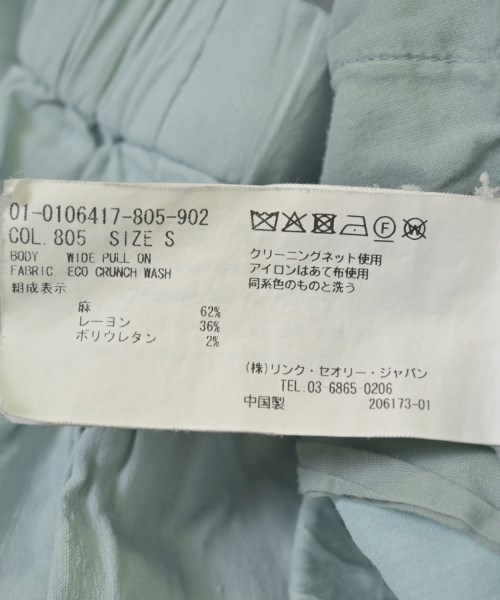 01-0106417-805-902
COL. 805 SIZE S
BODY WIDE PULL ON
FABRIC. ECO CRUNCH WASH
組成表示
麻 62%
レーヨン 36%
ポリウレタン 2%
クリーニングネット使用
アイロンはあて布使用
同系色のものと洗う
(株)リンク・セオリー・ジャパン
TEL.03-6865-0206
中国製 206173-01